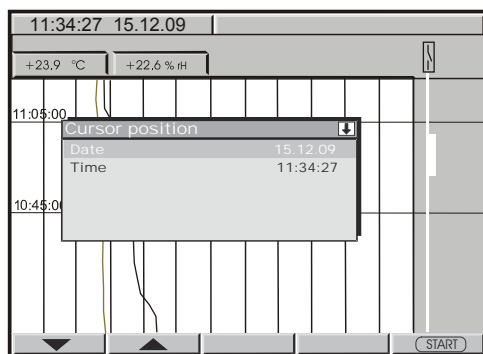 11:34:27 15.12.09
+23.9 °C +22.6 % rH
11:05:00
Cursor position
Date 15.12.09
Time 11:34:27
10:45:00
START